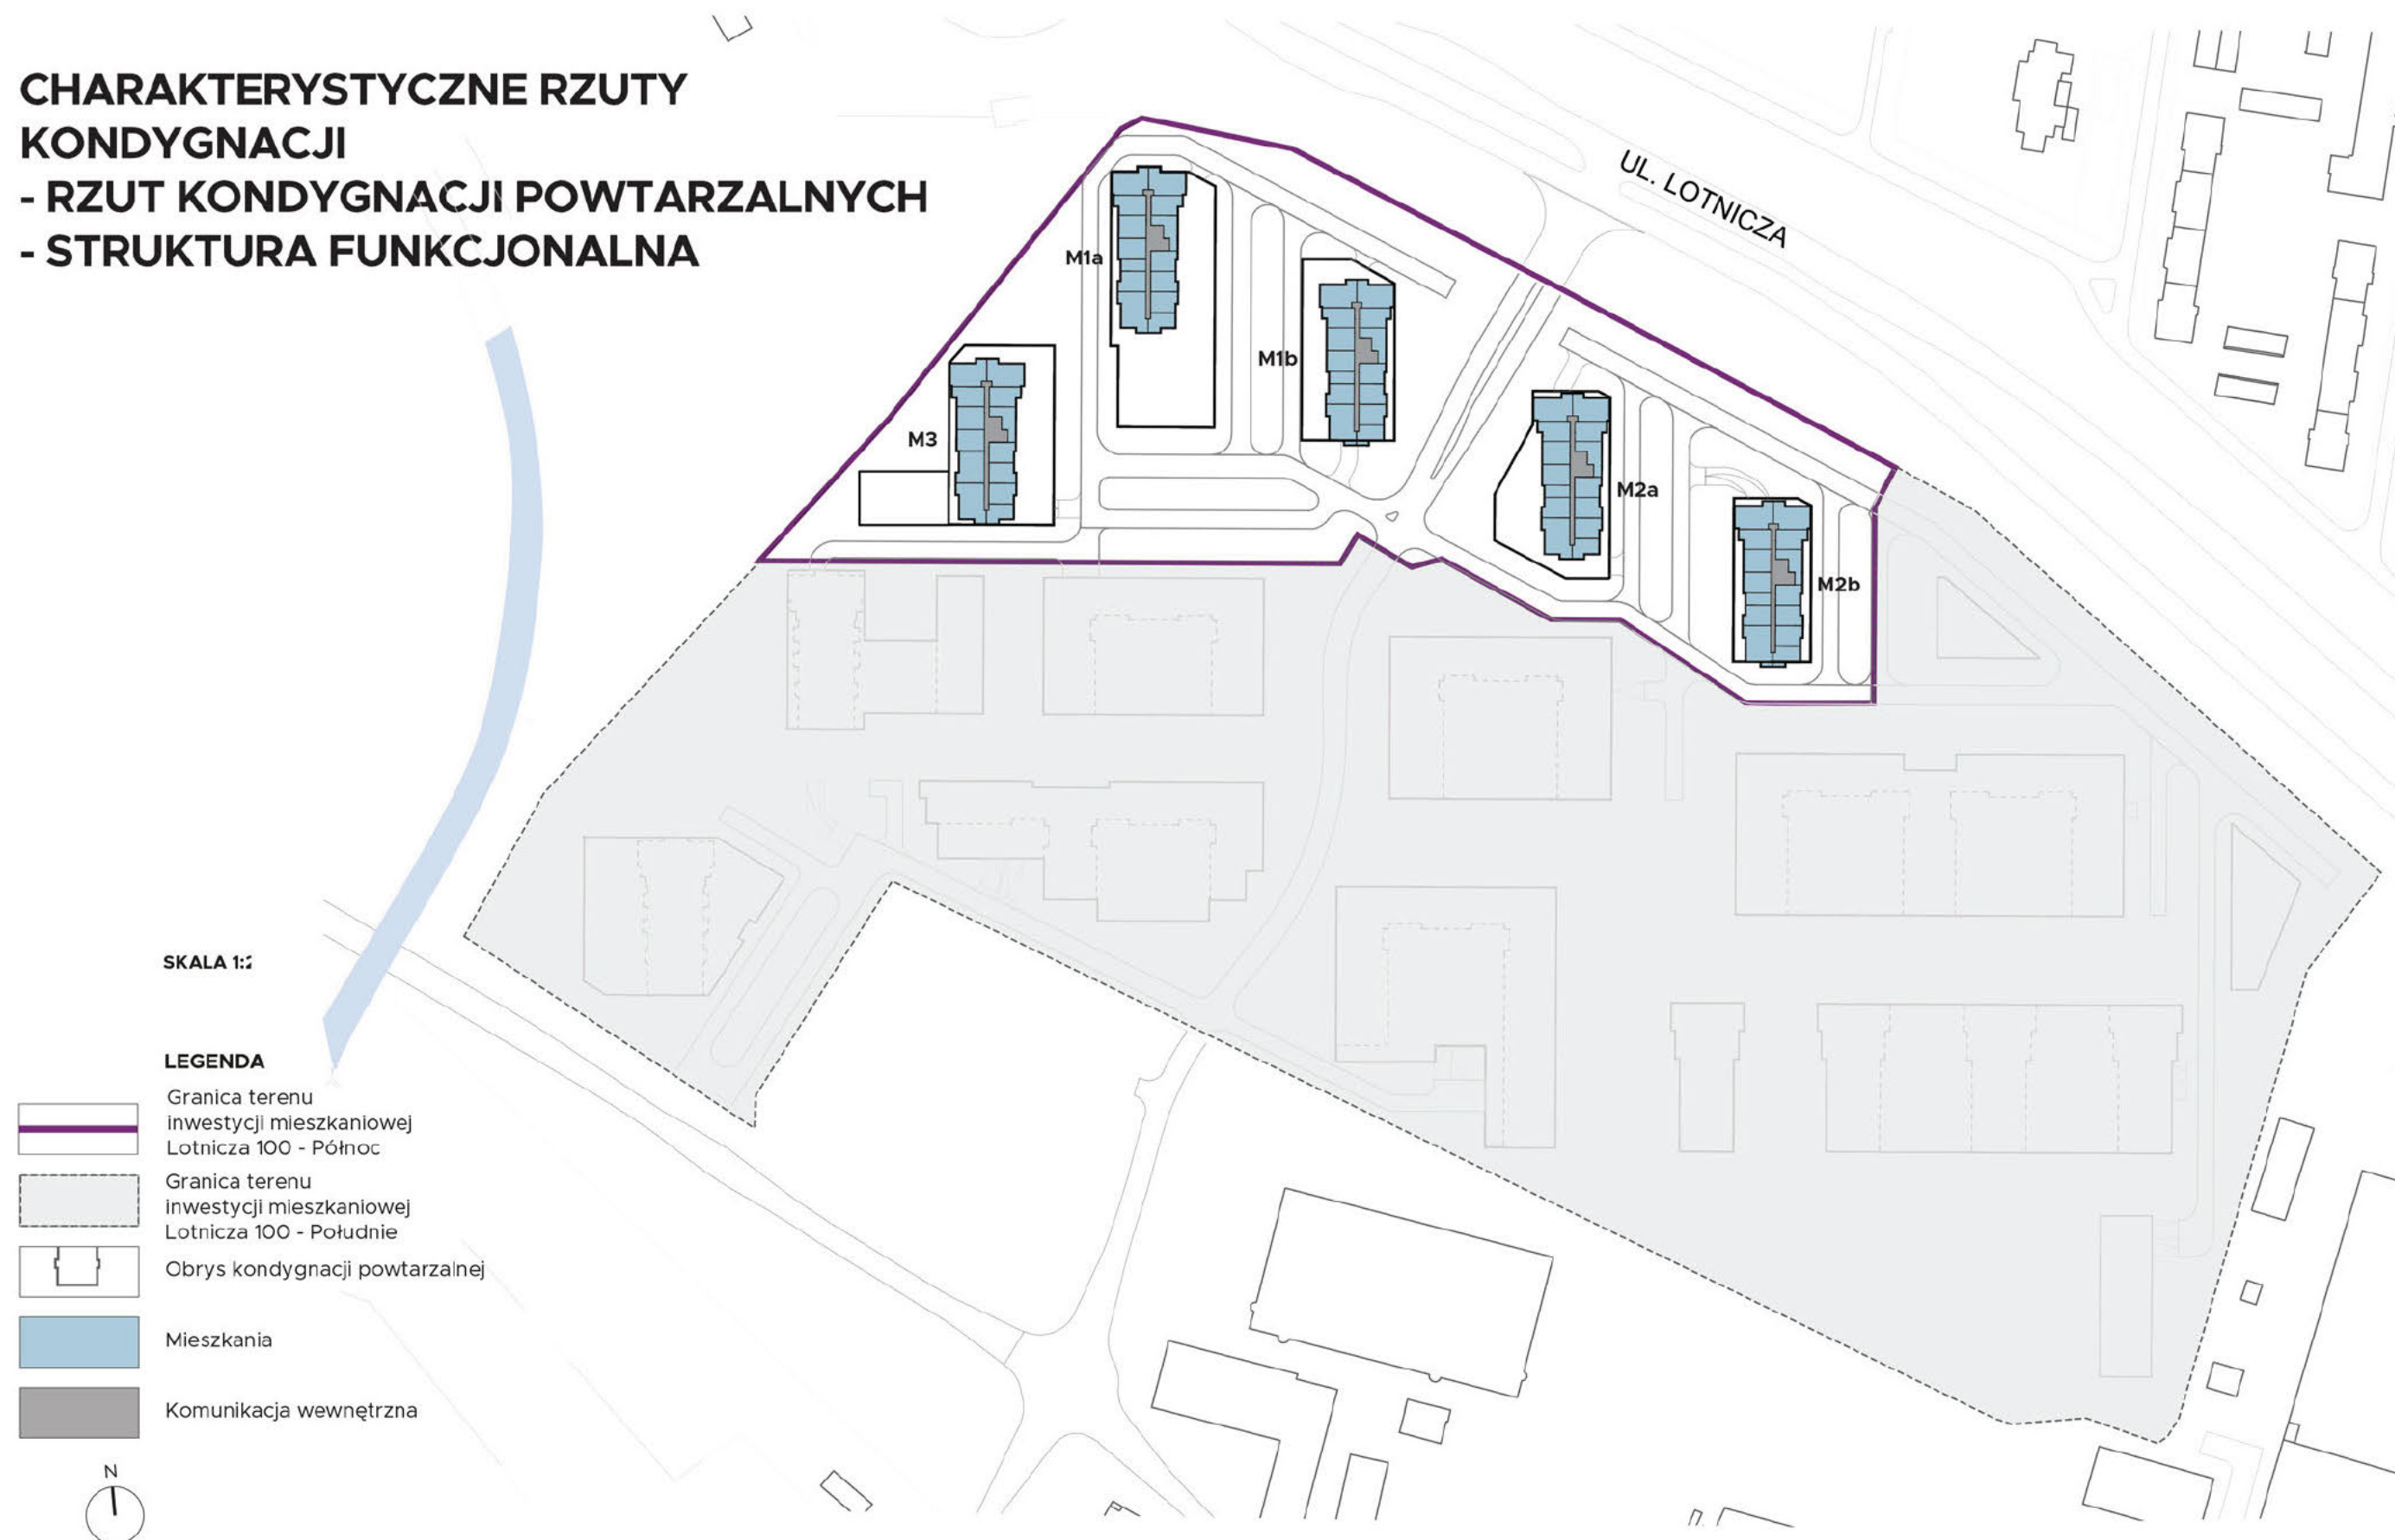 CHARAKTERYSTYCZNE RZUTY
KONDYGNACJI
- RZUT KONDYGNACJI POWTARZALNYCH
- STRUKTURA FUNKCJONALNA
UL. LOTNICZA
M1a
M1b
M3
M2a
M2b
SKALA
LEGENDA
Granica terenu
inwestycji mieszkaniowej
Lotnicza 100 - Północ
Granica terenu
inwestycji mieszkaniowej
Lotnicza 100 - Południe
Obrys kondygnacji powtarzalnej
Mieszkania
Komunikacja wewnętrzna
N